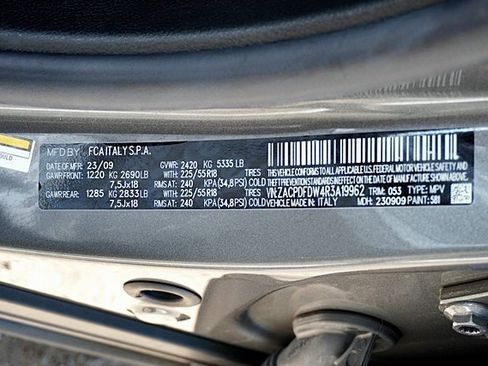 MFD BY FCA ITALY S.P.A.
DATE OF MFR: 23/09 GVWR: 2420 KG 5335 LB
GAWR FRONT: 1220 KG 2690LB WITH: 225/55R18
7,5Jx18 RIMS AT: 240 KPA (34,8PSI) COLD
GAWR REAR: 1285 KG 2833LB WITH: 225/55R18
7,5Jx18 RIMS AT: 240 KPA (34,8PSI) COLD
THIS VEHICLE CONFORMS TO ALL APPLICABLE U.S. FEDERAL MOTOR VEHICLE SAFETY AND
THEFT PREVENTION STANDARDS IN EFFECT ON THE DATE OF MANUFACTURE SHOWN ABOVE.
VIN:ZACPDFDW4R3A19962 TRIM: 053 TYPE: MPV
VEHICLE MADE IN: ITALY MDH: 230909 PAINT: 581